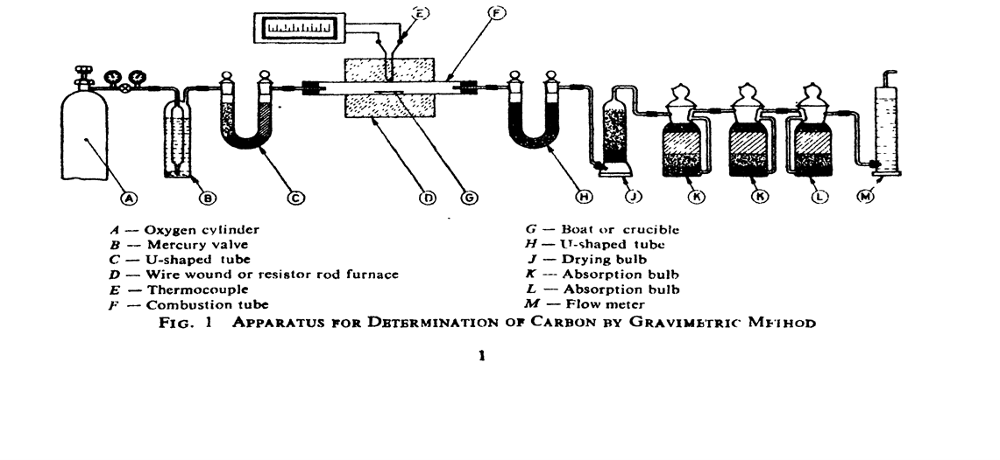 E
F
A
B
C
D
G
H
J
K
K
L
M
A — Oxygen cylinder
B — Mercury valve
C — U-shaped tube
D — Wire wound or resistor rod furnace
E — Thermocouple
F — Combustion tube
G — Boat or crucible
H — U-shaped tube
J — Drying bulb
K — Absorption bulb
L — Absorption bulb
M — Flow meter
FIG. 1 APPARATUS FOR DETERMINATION OF CARBON BY GRAVIMETRIC METHOD
1